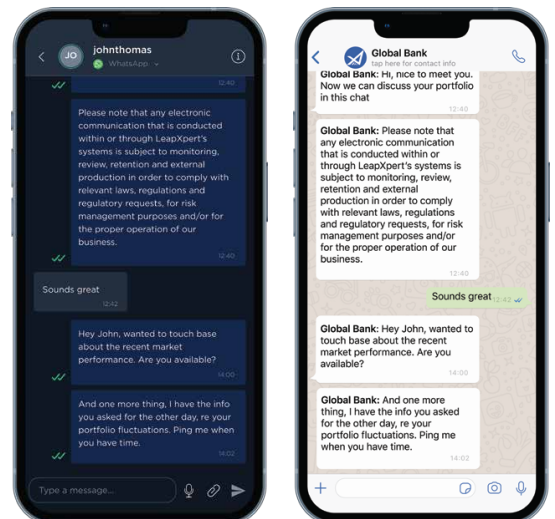 JO
johnthomas
WhatsApp
12:40
Please note that any electronic
communication that is conducted
within or through LeapXpert's
systems is subject to monitoring,
review, retention and external
production in order to comply with
relevant laws, regulations and
regulatory requests, for risk
management purposes and/or for
the proper operation of our
business.
12:40
Sounds great
12:42
Hey John, wanted to touch base
about the recent market
performance. Are you available?
14:00
And one more thing, I have the info
you asked for the other day, re your
portfolio fluctuations. Ping me when
you have time.
14:02
Type a message...
Global Bank
tap here for contact info
Global Bank: Hi, nice to meet you.
Now we can discuss your portfolio
in this chat
12:40
Global Bank: Please note that
any electronic communication
that is conducted within or
through LeapXpert's systems is
subject to monitoring, review,
retention and external
production in order to comply
with relevant laws, regulations
and regulatory requests, for risk
management purposes and/or
for the proper operation of our
business.
12:40
Sounds great
12:42
Global Bank: Hey John, wanted to
touch base about the recent
market performance. Are you
available?
14:00
Global Bank: And one more
thing, I have the info you asked
for the other day, re your
portfolio fluctuations. Ping me
when you have time.
14:02